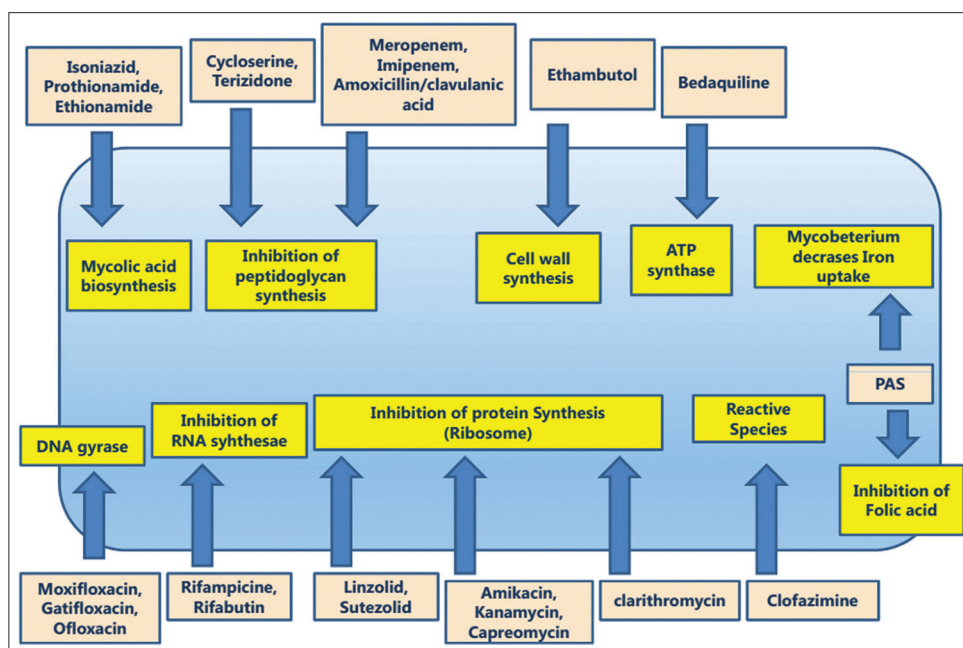 Isoniazid,
Prothionamide,
Ethionamide
Cycloserine,
Terizidone
Meropenem,
Imipenem,
Amoxicillin/clavulanic
acid
Ethambutol
Bedaquiline
Mycolic acid
biosynthesis
Inhibition of
peptidoglycan
synthesis
Cell wall
synthesis
ATP
synthase
Mycobeterium
decrases Iron
uptake
PAS
DNA gyrase
Inhibition of
RNA syhthesae
Inhibition of protein Synthesis
(Ribosome)
Reactive
Species
Inhibition of
Folic acid
Moxifloxacin,
Gatifloxacin,
Ofloxacin
Rifampicine,
Rifabutin
Linzolid,
Sutezolid
Amikacin,
Kanamycin,
Capreomycin
clarithromycin
Clofazimine